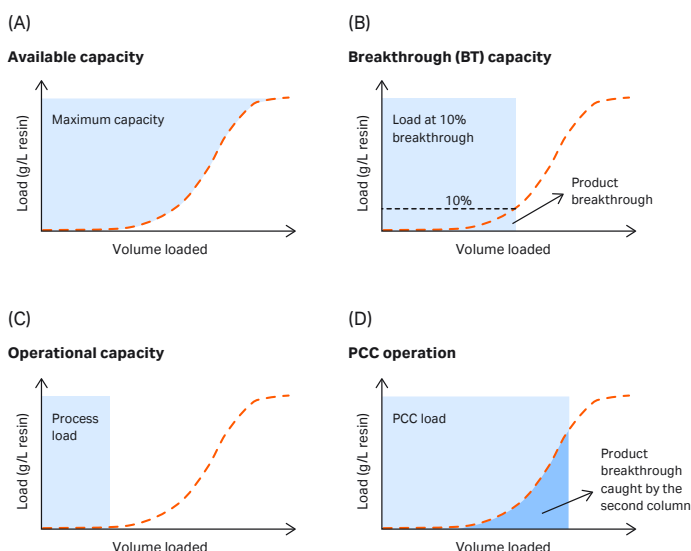 (A)
Available capacity
Load (g/L resin)
Maximum capacity
Volume loaded
(B)
Breakthrough (BT) capacity
Load (g/L resin)
Load at 10%
breakthrough
10%
Product
breakthrough
Volume loaded
(C)
Operational capacity
Load (g/L resin)
Process
load
Volume loaded
(D)
PCC operation
Load (g/L resin)
PCC load
Product
breakthrough
caught by the
second column
Volume loaded